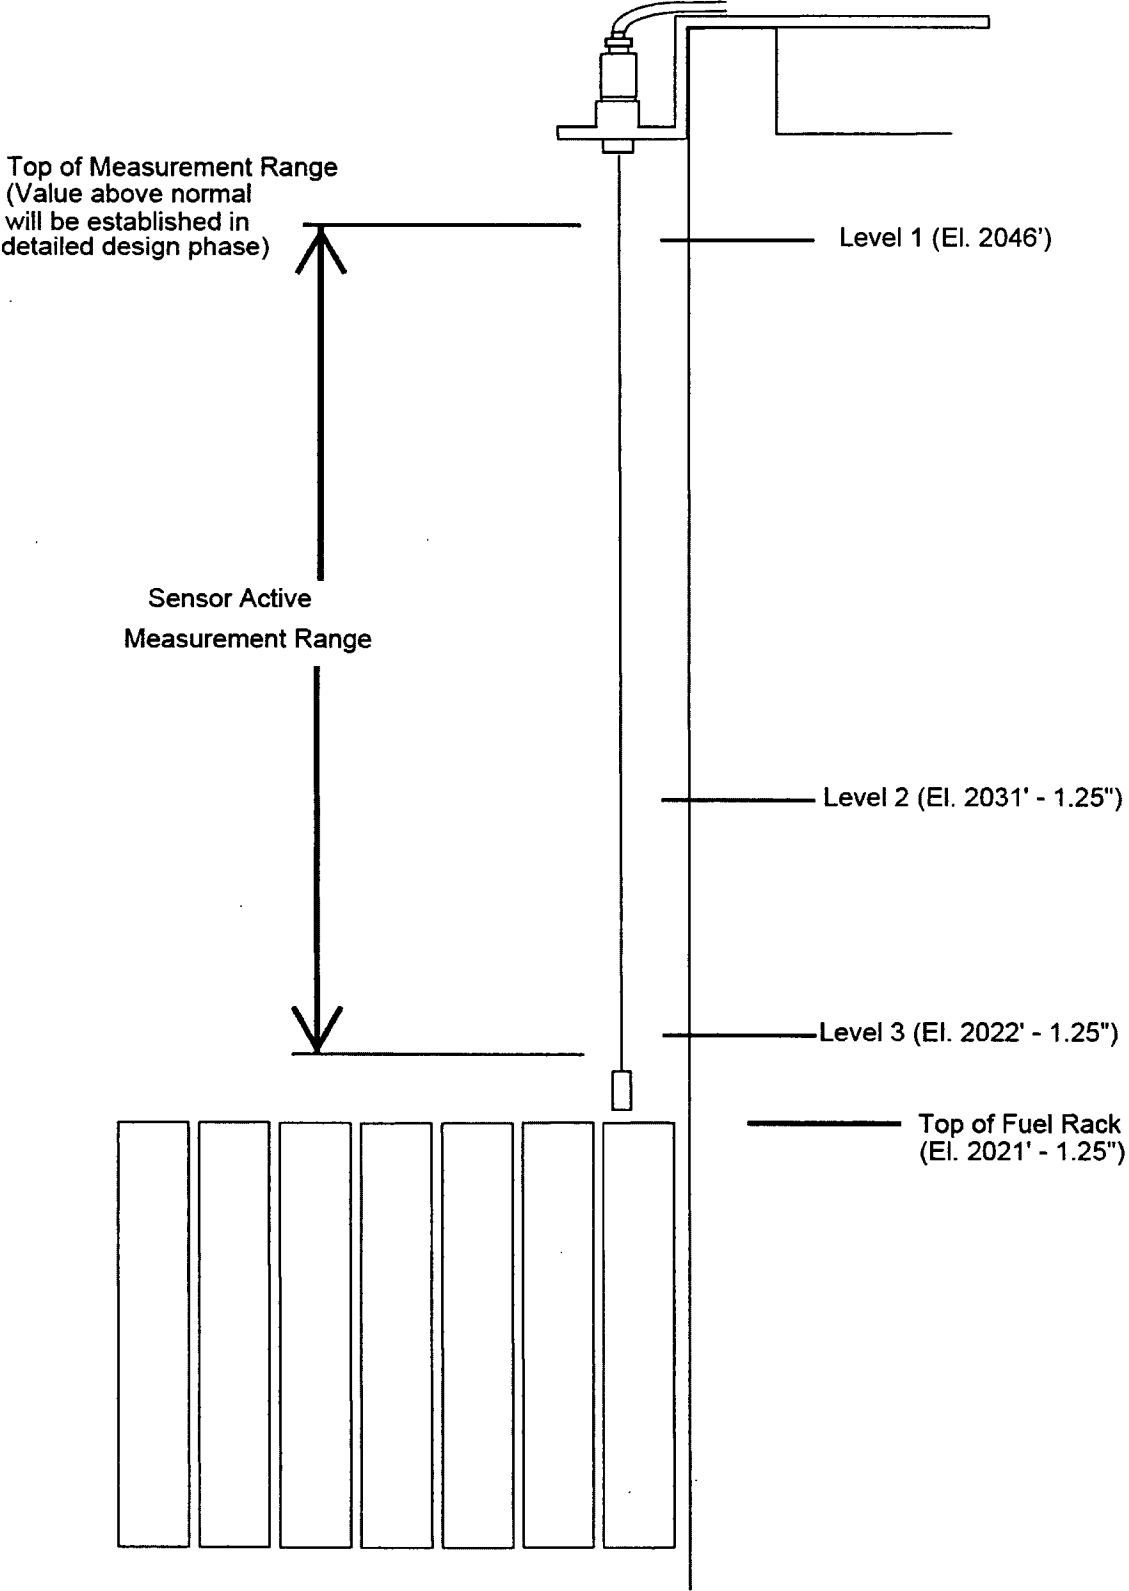 Top of Measurement Range
(Value above normal
will be established in
detailed design phase)
Level 1 (El. 2046')
Sensor Active
Measurement Range
Level 2 (El. 2031' - 1.25")
Level 3 (El. 2022' - 1.25")
Top of Fuel Rack
(El. 2021' - 1.25")